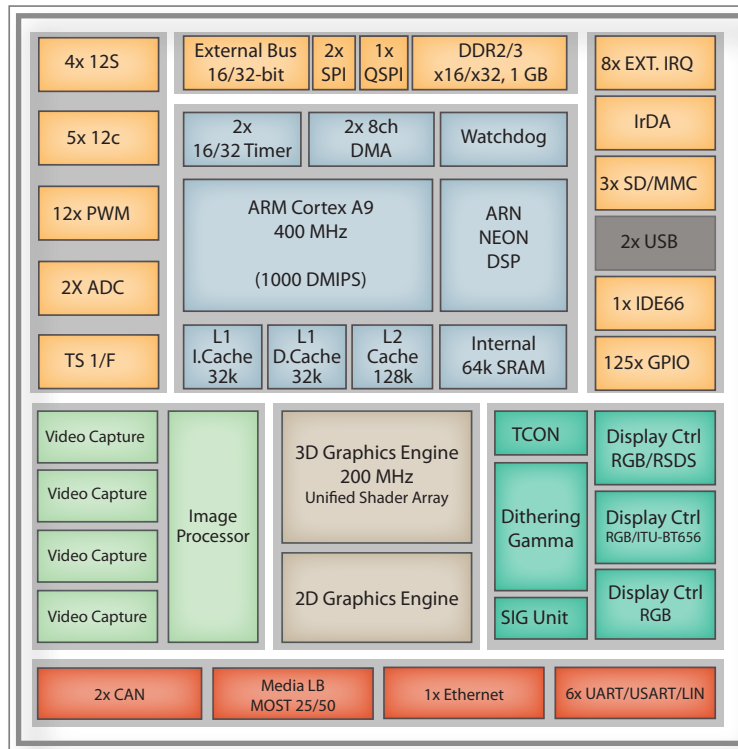 4x 12S
External Bus
16/32-bit
2x
SPI
1x
QSPI
DDR2/3
x16/x32, 1 GB
8x EXT. IRQ
5x 12c
2x
16/32 Timer
2x 8ch
DMA
Watchdog
IrDA
12x PWM
ARM Cortex A9
400 MHz
(1000 DMIPS)
ARN
NEON
DSP
3x SD/MMC
2x USB
2X ADC
1x IDE66
TS 1/F
L1
I.Cache
32k
L1
D.Cache
32k
L2
Cache
128k
Internal
64k SRAM
125x GPIO
Video Capture
Video Capture
Video Capture
Video Capture
Image
Processor
3D Graphics Engine
200 MHz
Unified Shader Array
2D Graphics Engine
TCON
Dithering
Gamma
SIG Unit
Display Ctrl
RGB/RSDS
Display Ctrl
RGB/ITU-BT656
Display Ctrl
RGB
2x CAN
Media LB
MOST 25/50
1x Ethernet
6x UART/USART/LIN